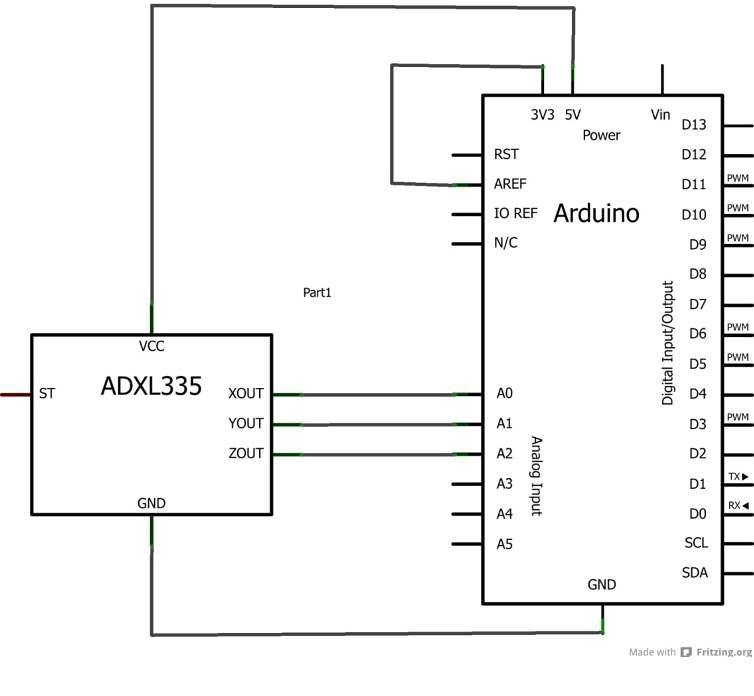 3V3 5V Vin
Power
D13
RST D12
AREF D11 PWM
IO REF Arduino D10 PWM
N/C D9 PWM
D8
Part1
D7
Digital Input/Output
D6 PWM
VCC
D5 PWM
ADXL335
ST XOUT A0 D4
YOUT A1 D3 PWM
ZOUT A2 D2
Analog Input
A3 D1 TX►
GND
A4 D0 RX◄
A5 SCL
SDA
GND
Made with Fritzing.org